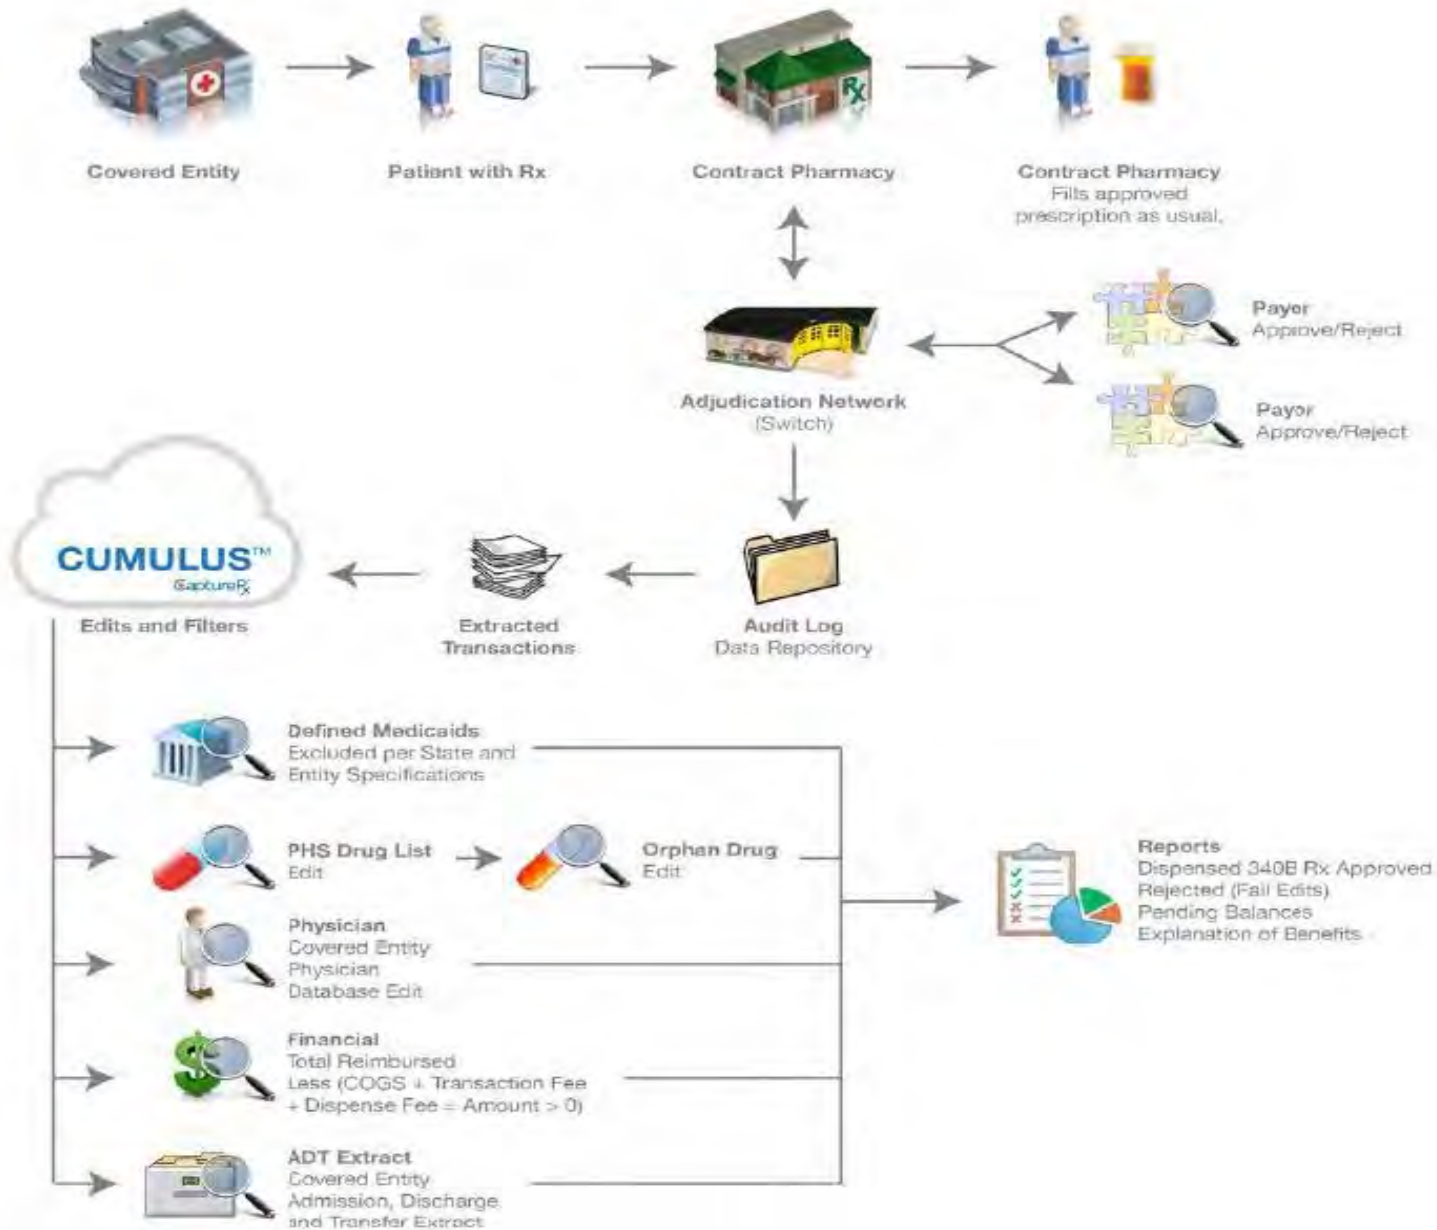 Covered Entity
Patient with Rx
Contract Pharmacy
Contract Pharmacy
Fills approved
prescription as usual.
Rx
Payor
Approve/Reject
Adjudication Network
(Switch)
Payor
Approve/Reject
CUMULUS™
CaptureRx
Edits and Filters
Extracted
Transactions
Audit Log
Data Repository
Defined Medicaids
Excluded per State and
Entity Specifications
PHS Drug List
Edit
Orphan Drug
Edit
Reports
Dispensed 340B Rx Approved
Rejected (Fail Edits)
Pending Balances
Explanation of Benefits
Physician
Covered Entity
Physician
Database Edit
Financial
Total Reimbursed
Less (COGS + Transaction Fee
+ Dispense Fee = Amount > 0)
ADT Extract
Covered Entity
Admission, Discharge
and Transfer Extract